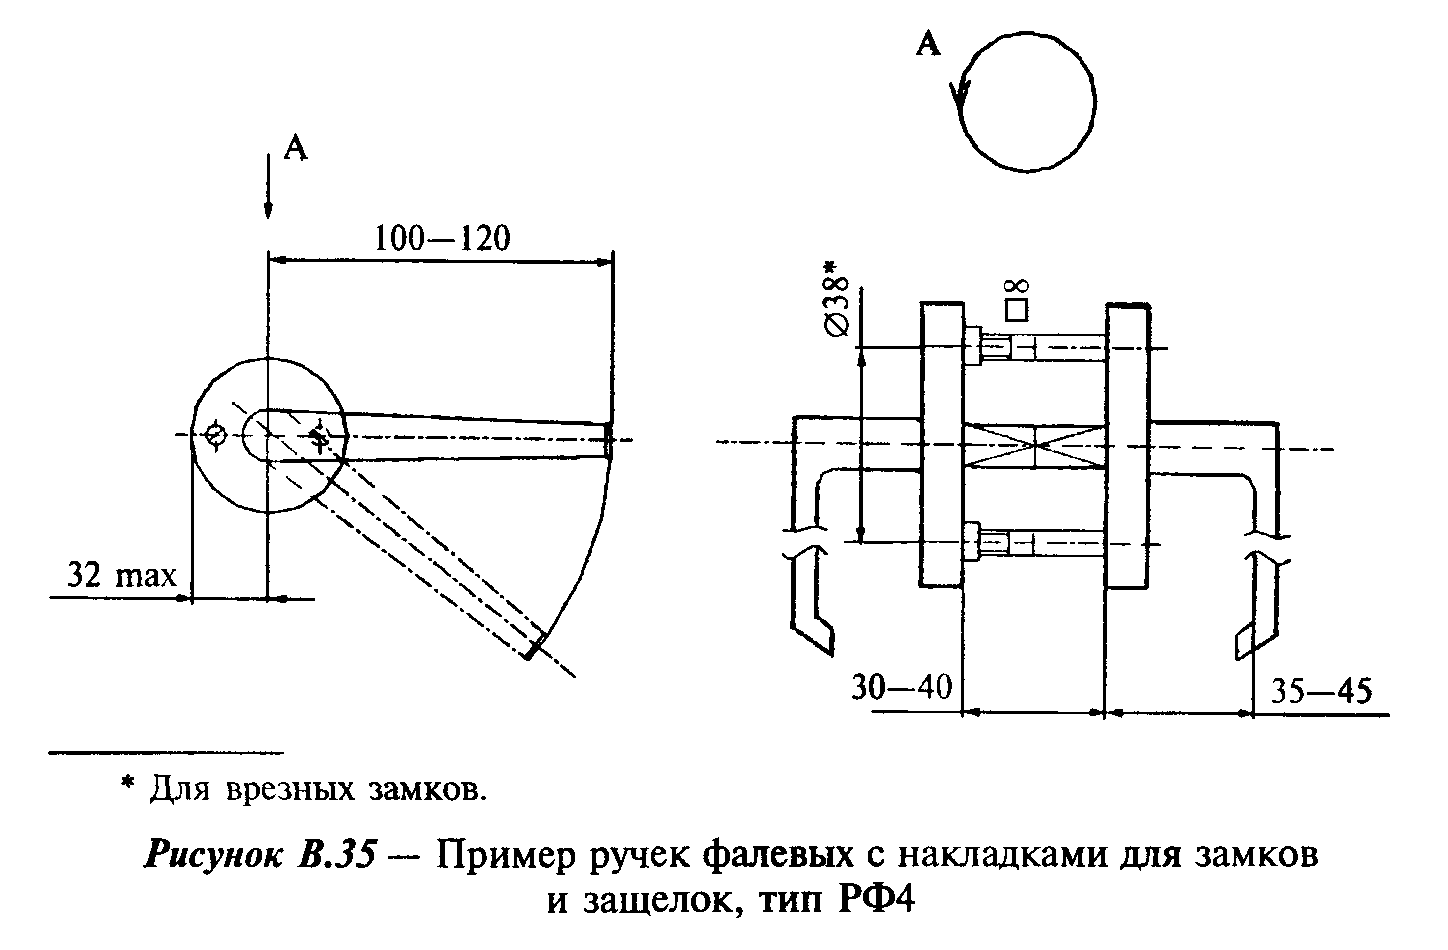 А
А
100—120
∅38*
□8
32 max
30—40
35—45
* Для врезных замков.
Рисунок В.35 — Пример ручек фалевых с накладками для замков
и защелок, тип РФ4